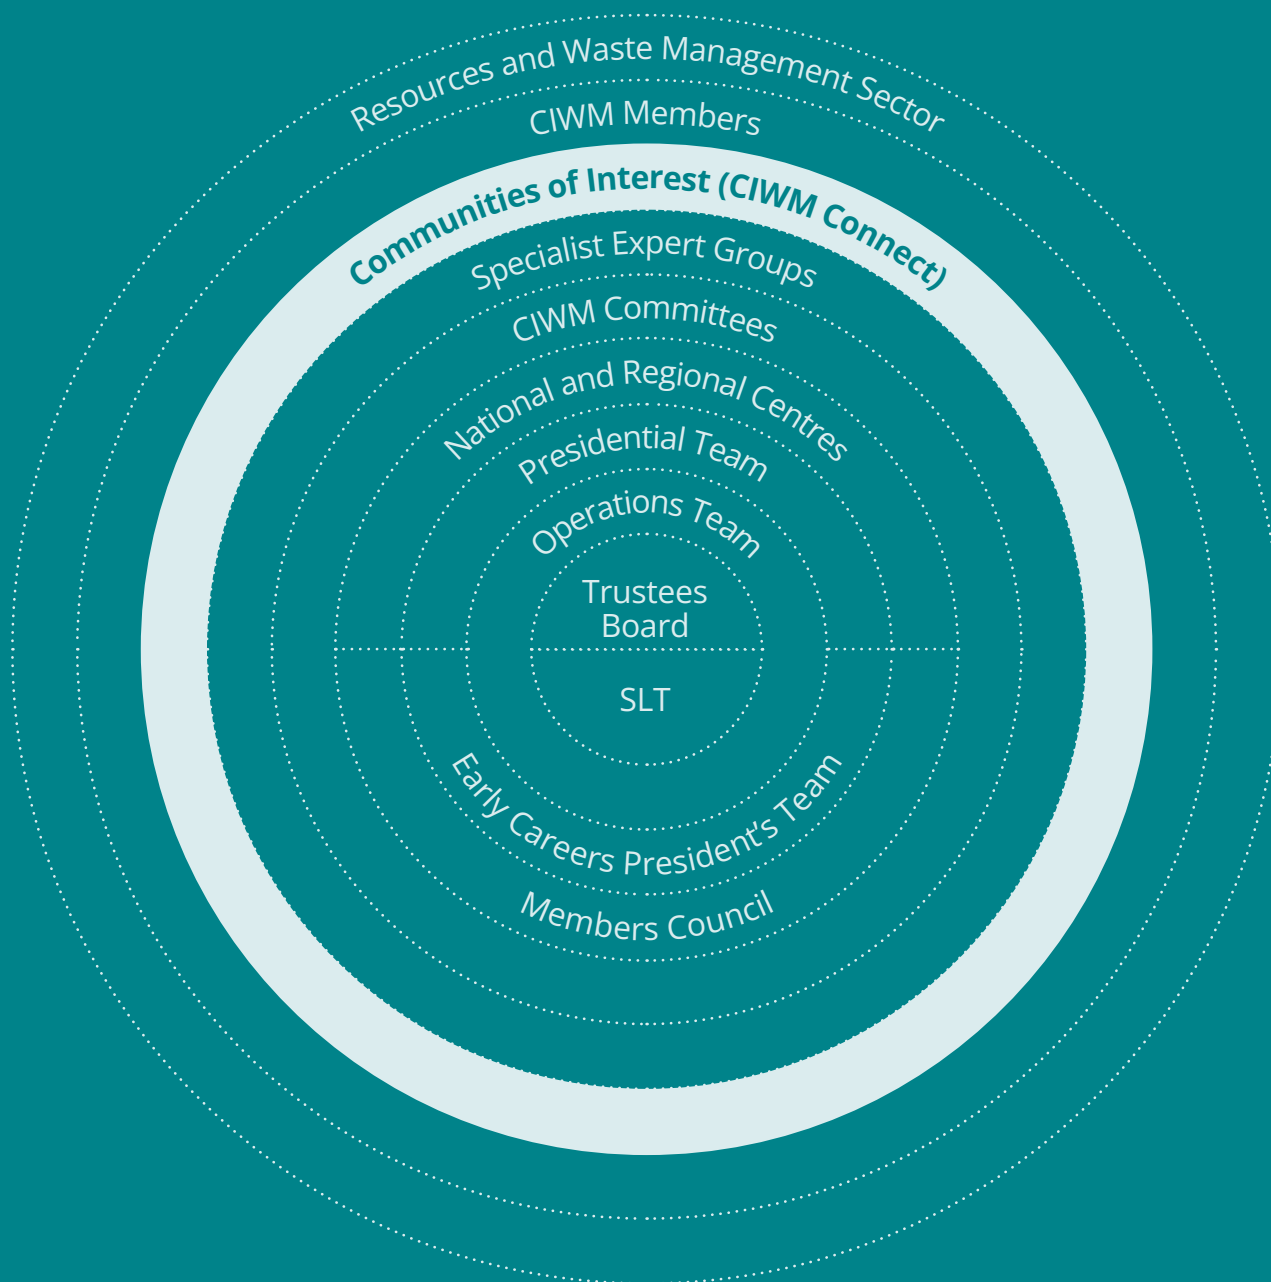 Resources and Waste Management Sector
CIWM Members
Communities of Interest (CIWM Connect)
Specialist Expert Groups
CIWM Committees
National and Regional Centres
Presidential Team
Operations Team
Trustees
Board
SLT
Early Careers President’s Team
Members Council